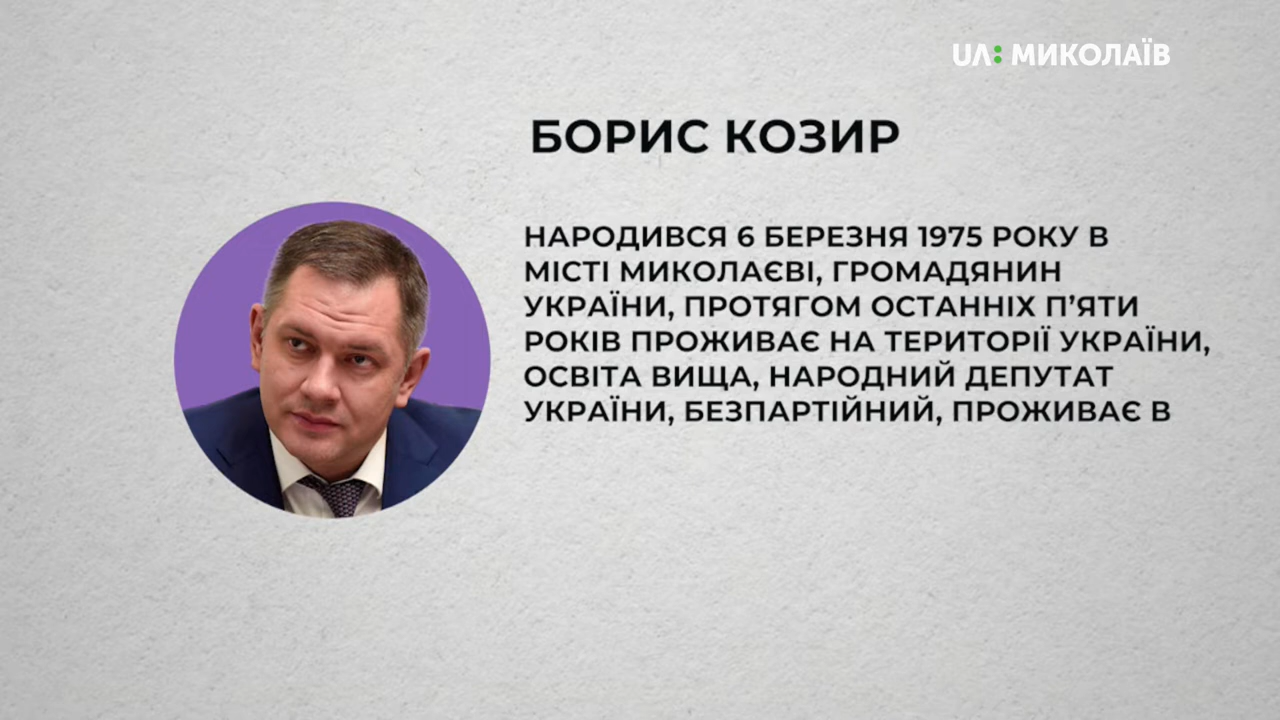 UA: МИКОЛАЇВ
БОРИС КОЗИР
НАРОДИВСЯ 6 БЕРЕЗНЯ 1975 РОКУ В
МІСТІ МИКОЛАЄВІ, ГРОМАДЯНИН
УКРАЇНИ, ПРОТЯГОМ ОСТАННІХ П’ЯТИ
РОКІВ ПРОЖИВАЄ НА ТЕРИТОРІЇ УКРАЇНИ,
ОСВІТА ВИЩА, НАРОДНИЙ ДЕПУТАТ
УКРАЇНИ, БЕЗПАРТІЙНИЙ, ПРОЖИВАЄ В